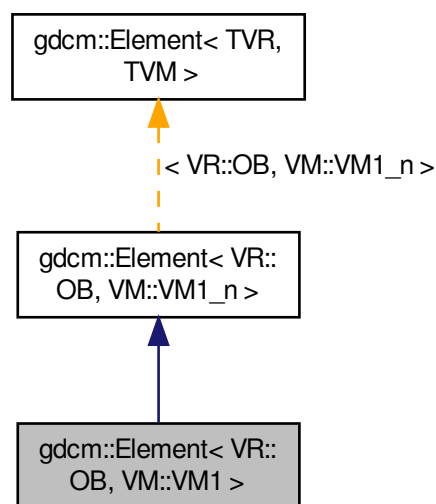 gdcm::Element< TVR,
TVM >
< VR::OB, VM::VM1_n >
gdcm::Element< VR::
OB, VM::VM1_n >
gdcm::Element< VR::
OB, VM::VM1 >